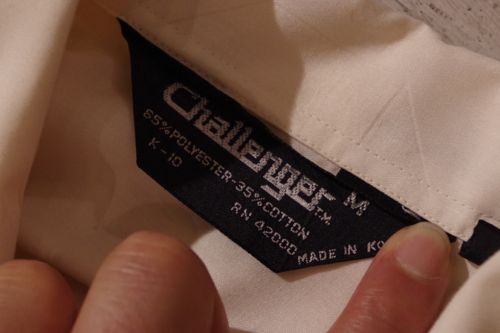 Challenger T.M. M
65% POLYESTER-35% COTTON
K-10
RN 42000
MADE IN KO